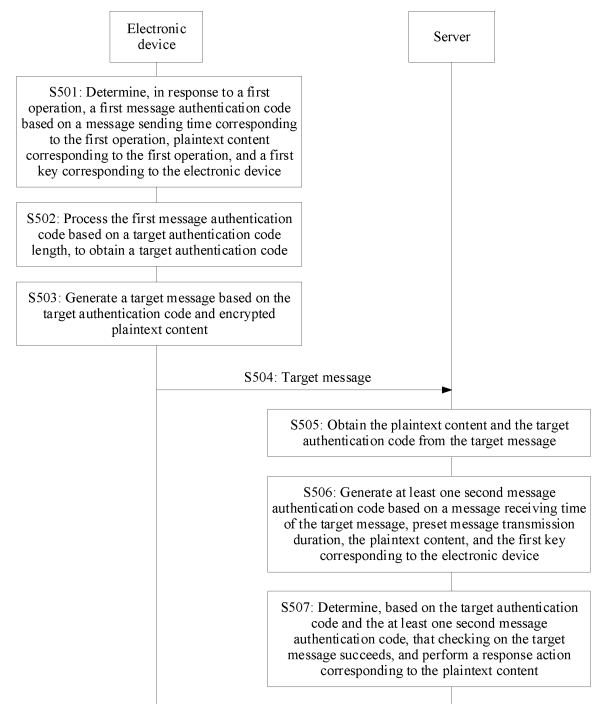 Electronic
device
Server
S501: Determine, in response to a first
operation, a first message authentication code
based on a message sending time corresponding
to the first operation, plaintext content
corresponding to the first operation, and a first
key corresponding to the electronic device
S502: Process the first message authentication
code based on a target authentication code
length, to obtain a target authentication code
S503: Generate a target message based on the
target authentication code and encrypted
plaintext content
S504: Target message
S505: Obtain the plaintext content and the target
authentication code from the target message
S506: Generate at least one second message
authentication code based on a message receiving time
of the target message, preset message transmission
duration, the plaintext content, and the first key
corresponding to the electronic device
S507: Determine, based on the target authentication
code and the at least one second message
authentication code, that checking on the target
message succeeds, and perform a response action
corresponding to the plaintext content